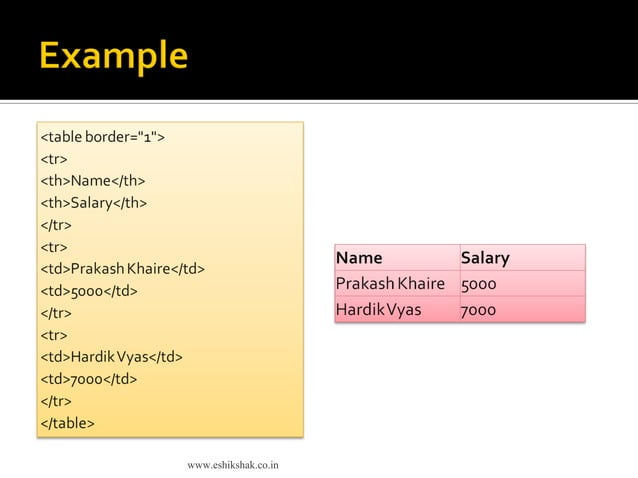 Example
<table border="1">
<tr>
<th>Name</th>
<th>Salary</th>
</tr>
<tr>
<td>Prakash Khaire</td>
<td>5000</td>
</tr>
<tr>
<td>Hardik Vyas</td>
<td>7000</td>
</tr>
</table>
Name Salary
Prakash Khaire 5000
Hardik Vyas 7000
www.eshikshak.co.in